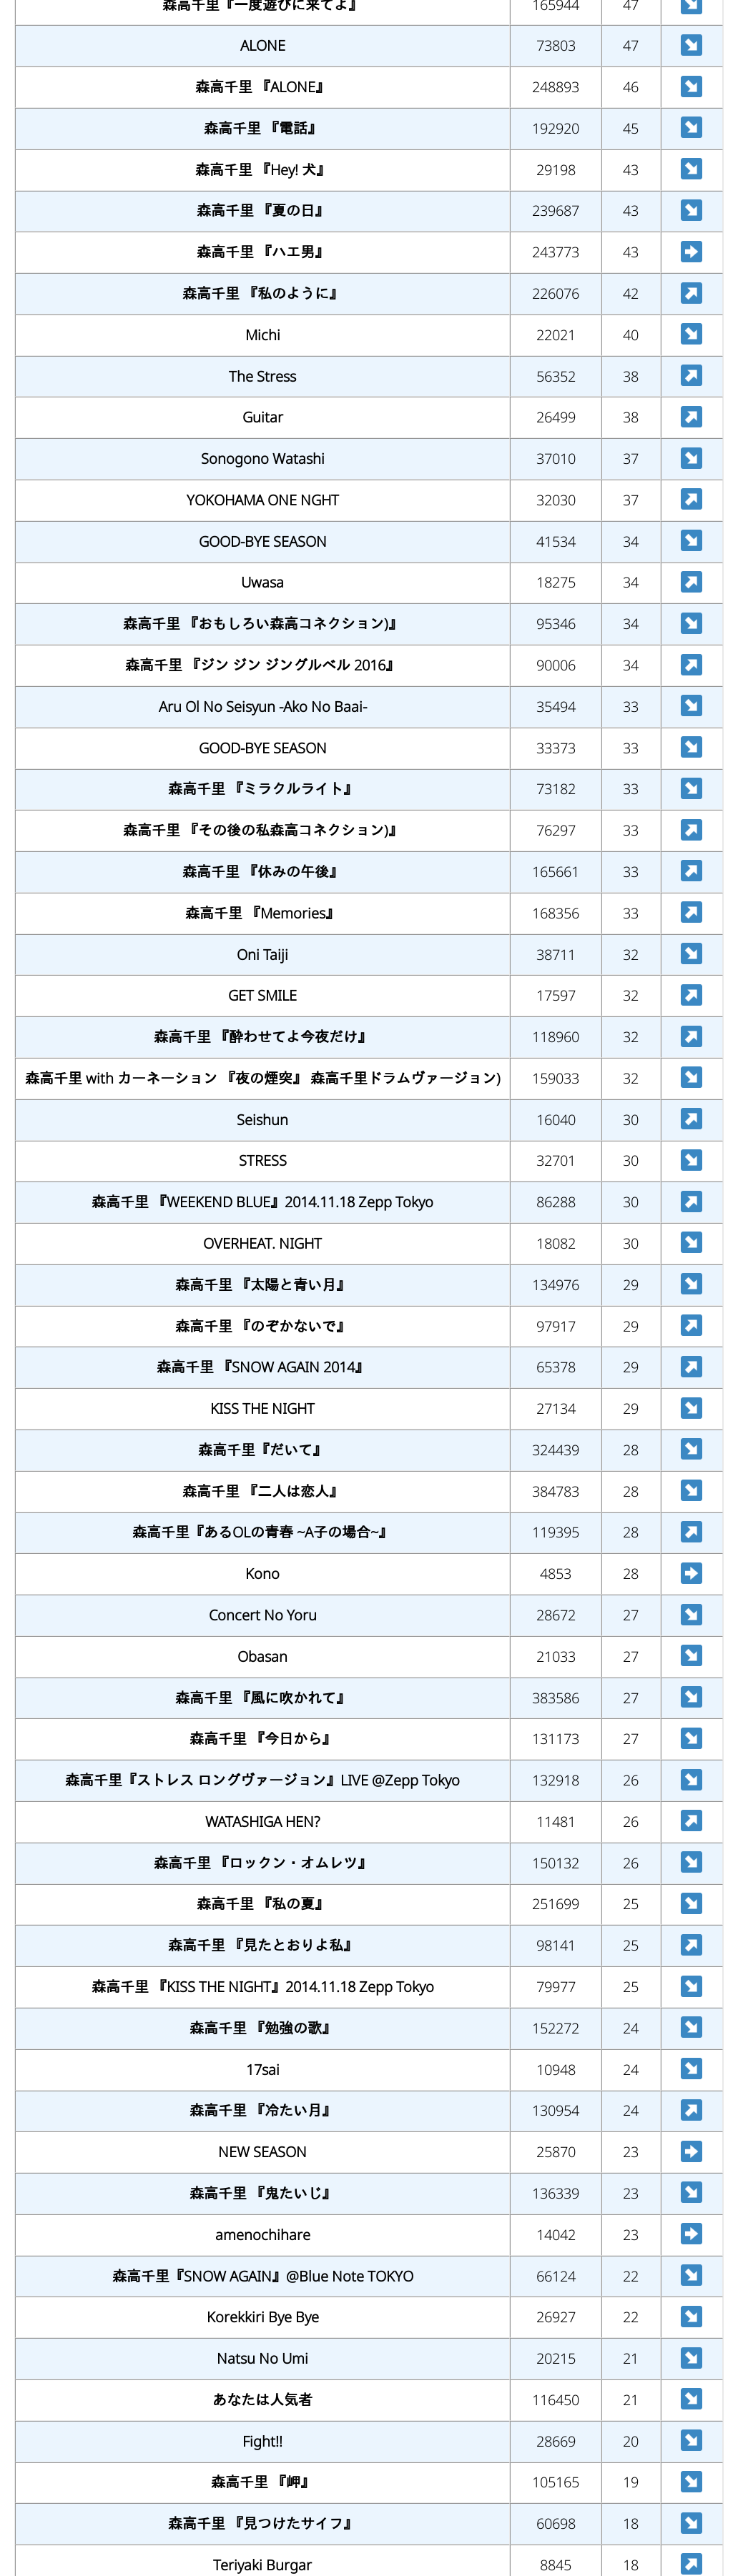 森高千里『一度遊びに来てよ』 165944 47 ↘
ALONE 73803 47 ↘
森高千里 『ALONE』 248893 46 ↘
森高千里 『電話』 192920 45 ↘
森高千里 『Hey! 犬』 29198 43 ↘
森高千里 『夏の日』 239687 43 ↘
森高千里 『ハエ男』 243773 43 ➡
森高千里 『私のように』 226076 42 ↗
Michi 22021 40 ↘
The Stress 56352 38 ↗
Guitar 26499 38 ↗
Sonogono Watashi 37010 37 ↘
YOKOHAMA ONE NGHT 32030 37 ↗
GOOD-BYE SEASON 41534 34 ↘
Uwasa 18275 34 ↗
森高千里 『おもしろい森高コネクション)』 95346 34 ↘
森高千里 『ジン ジン ジングルベル 2016』 90006 34 ↗
Aru Ol No Seisyun -Ako No Baai- 35494 33 ↘
GOOD-BYE SEASON 33373 33 ↘
森高千里 『ミラクルライト』 73182 33 ↘
森高千里 『その後の私森高コネクション)』 76297 33 ↗
森高千里 『休みの午後』 165661 33 ↗
森高千里 『Memories』 168356 33 ↗
Oni Taiji 38711 32 ↘
GET SMILE 17597 32 ↗
森高千里 『酔わせてよ今夜だけ』 118960 32 ↗
森高千里 with カーネーション 『夜の煙突』 森高千里ドラムヴァージョン) 159033 32 ↘
Seishun 16040 30 ↗
STRESS 32701 30 ↘
森高千里 『WEEKEND BLUE』2014.11.18 Zepp Tokyo 86288 30 ↗
OVERHEAT. NIGHT 18082 30 ↘
森高千里 『太陽と青い月』 134976 29 ↘
森高千里 『のぞかないで』 97917 29 ↗
森高千里 『SNOW AGAIN 2014』 65378 29 ↗
KISS THE NIGHT 27134 29 ↘
森高千里『だいて』 324439 28 ↘
森高千里 『二人は恋人』 384783 28 ↘
森高千里『あるOLの青春 ~A子の場合~』 119395 28 ↗
Kono 4853 28 ➡
Concert No Yoru 28672 27 ↘
Obasan 21033 27 ↘
森高千里 『風に吹かれて』 383586 27 ↘
森高千里 『今日から』 131173 27 ↘
森高千里『ストレス ロングヴァージョン』LIVE @Zepp Tokyo 132918 26 ↘
WATASHIGA HEN? 11481 26 ↗
森高千里 『ロックン・オムレツ』 150132 26 ↘
森高千里 『私の夏』 251699 25 ↘
森高千里 『見たとおりよ私』 98141 25 ↗
森高千里 『KISS THE NIGHT』2014.11.18 Zepp Tokyo 79977 25 ↘
森高千里 『勉強の歌』 152272 24 ↘
17sai 10948 24 ↘
森高千里 『冷たい月』 130954 24 ↗
NEW SEASON 25870 23 ➡
森高千里 『鬼たいじ』 136339 23 ↘
amenochihare 14042 23 ➡
森高千里『SNOW AGAIN』@Blue Note TOKYO 66124 22 ↘
Korekkiri Bye Bye 26927 22 ↘
Natsu No Umi 20215 21 ↘
あなたは人気者 116450 21 ↘
Fight!! 28669 20 ↘
森高千里 『岬』 105165 19 ↘
森高千里 『見つけたサイフ』 60698 18 ↘
Teriyaki Burgar 8845 18 ↗